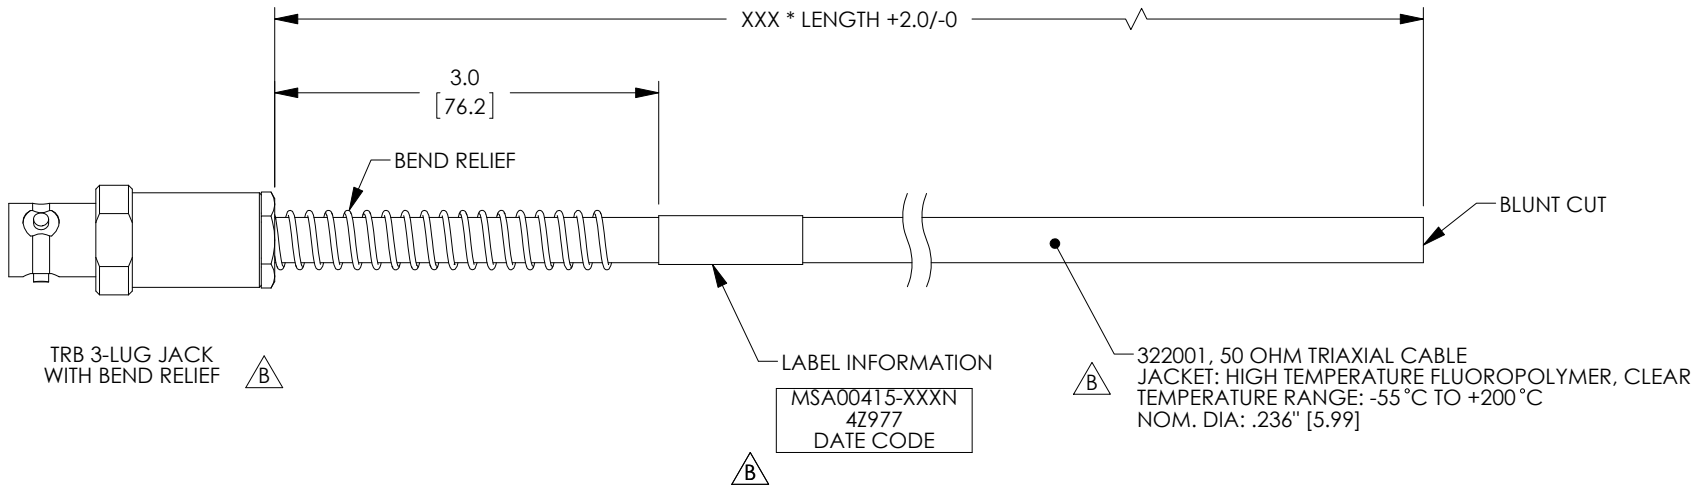 XXX * LENGTH +2.0/-0
3.0
[76.2]
BEND RELIEF
BLUNT CUT
TRB 3-LUG JACK
WITH BEND RELIEF
B
LABEL INFORMATION
MSA00415-XXXN
4Z977
DATE CODE
B
B
322001, 50 OHM TRIAXIAL CABLE
JACKET: HIGH TEMPERATURE FLUOROPOLYMER, CLEAR
TEMPERATURE RANGE: -55°C TO +200°C
NOM. DIA: .236" [5.99]